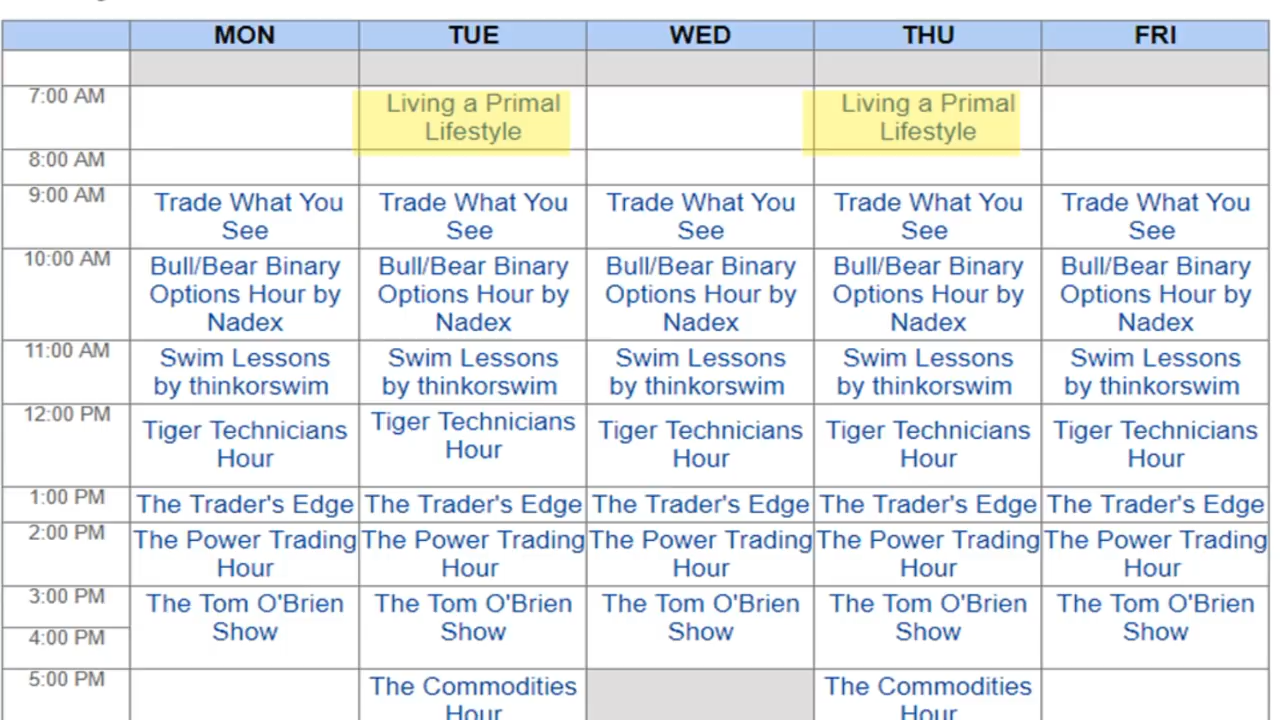 MON TUE WED THU FRI
7:00 AM
Living a Primal Living a Primal
Lifestyle Lifestyle
8:00 AM
9:00 AM
Trade What You Trade What You Trade What You Trade What You Trade What You
See See See See See
10:00 AM
Bull/Bear Binary Bull/Bear Binary Bull/Bear Binary Bull/Bear Binary Bull/Bear Binary
Options Hour by Options Hour by Options Hour by Options Hour by Options Hour by
Nadex Nadex Nadex Nadex Nadex
11:00 AM
Swim Lessons Swim Lessons Swim Lessons Swim Lessons Swim Lessons
by thinkorswim by thinkorswim by thinkorswim by thinkorswim by thinkorswim
12:00 PM
Tiger Technicians Tiger Technicians Tiger Technicians Tiger Technicians Tiger Technicians
Hour Hour Hour Hour Hour
1:00 PM
The Trader's Edge The Trader's Edge The Trader's Edge The Trader's Edge The Trader's Edge
2:00 PM
The Power Trading The Power Trading The Power Trading The Power Trading The Power Trading
Hour Hour Hour Hour Hour
3:00 PM
The Tom O'Brien The Tom O'Brien The Tom O'Brien The Tom O'Brien The Tom O'Brien
Show Show Show Show Show
4:00 PM
5:00 PM
The Commodities The Commodities
Hour Hour